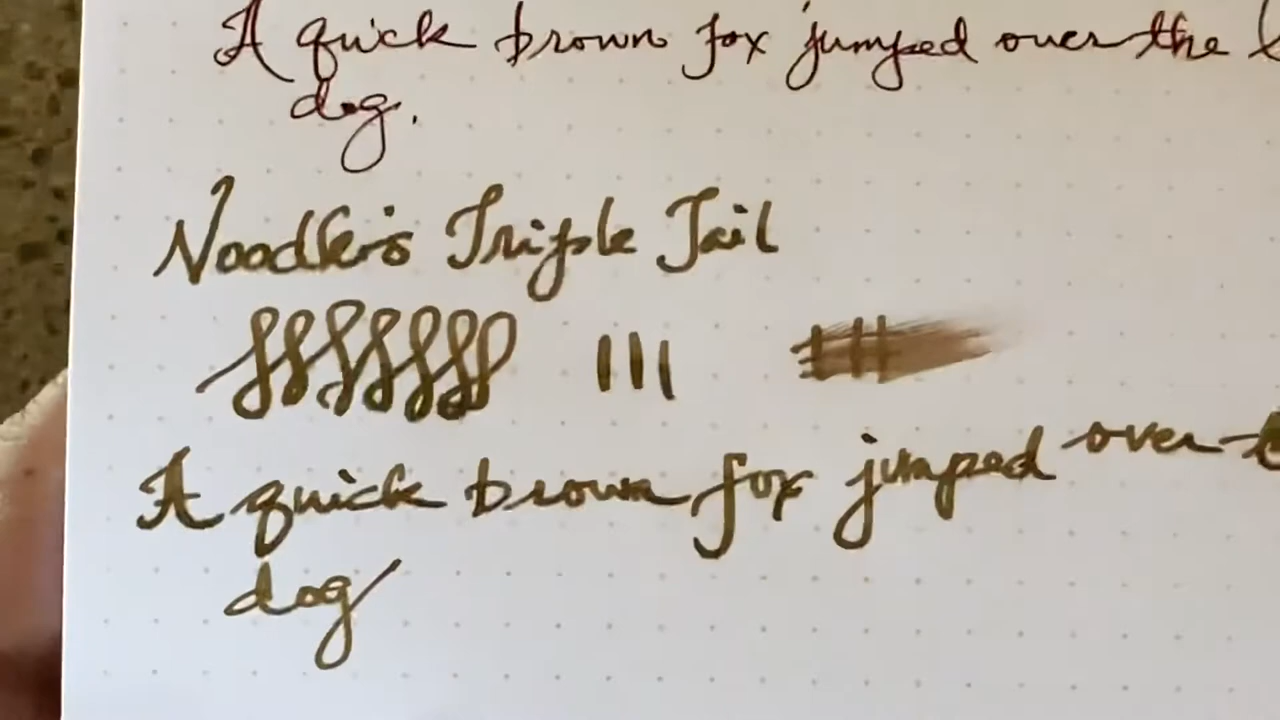 A quick brown fox jumped over the
dog.
Noodler's Triple Tail
A quick brown fox jumped over
dog